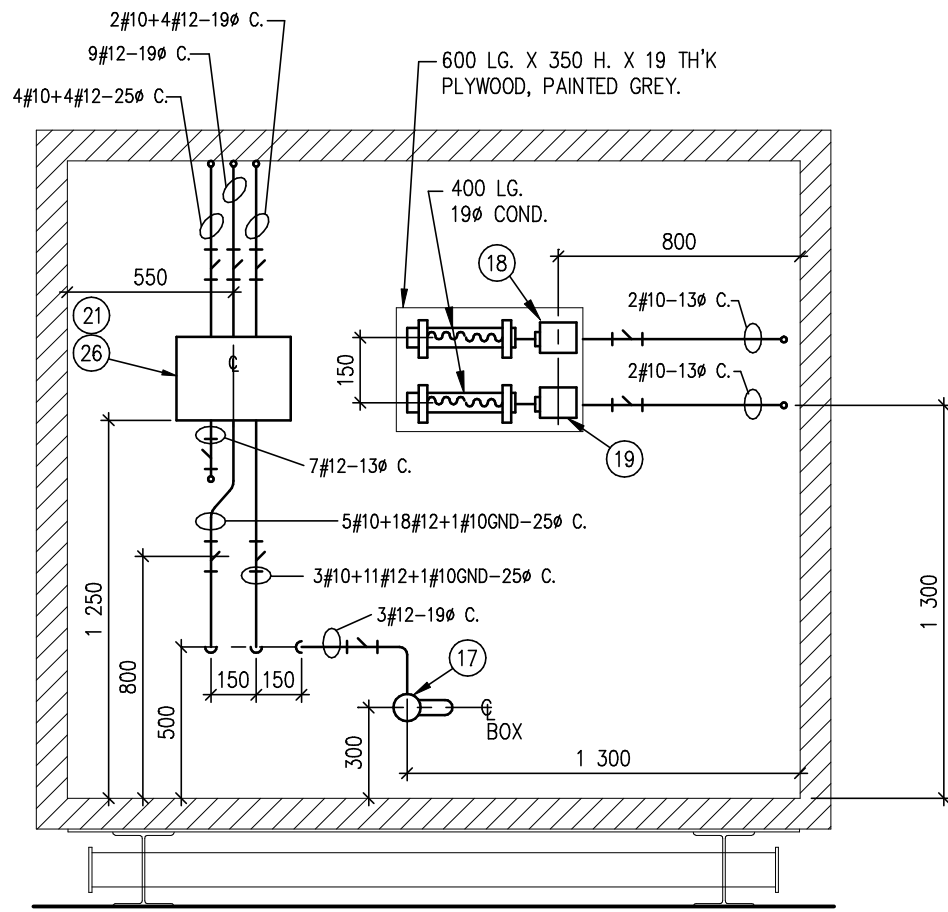 2#10+4#12-19ø C.
9#12-19ø C.
4#10+4#12-25ø C.
600 LG. X 350 H. X 19 TH'K
PLYWOOD, PAINTED GREY.
400 LG.
19ø COND.
800
18
550
2#10-13ø C.
21
26
℄
150
2#10-13ø C.
19
7#12-13ø C.
5#10+18#12+1#10GND-25ø C.
3#10+11#12+1#10GND-25ø C.
3#12-19ø C.
1 250
800
500
150
150
17
300
℄
BOX
1 300
1 300